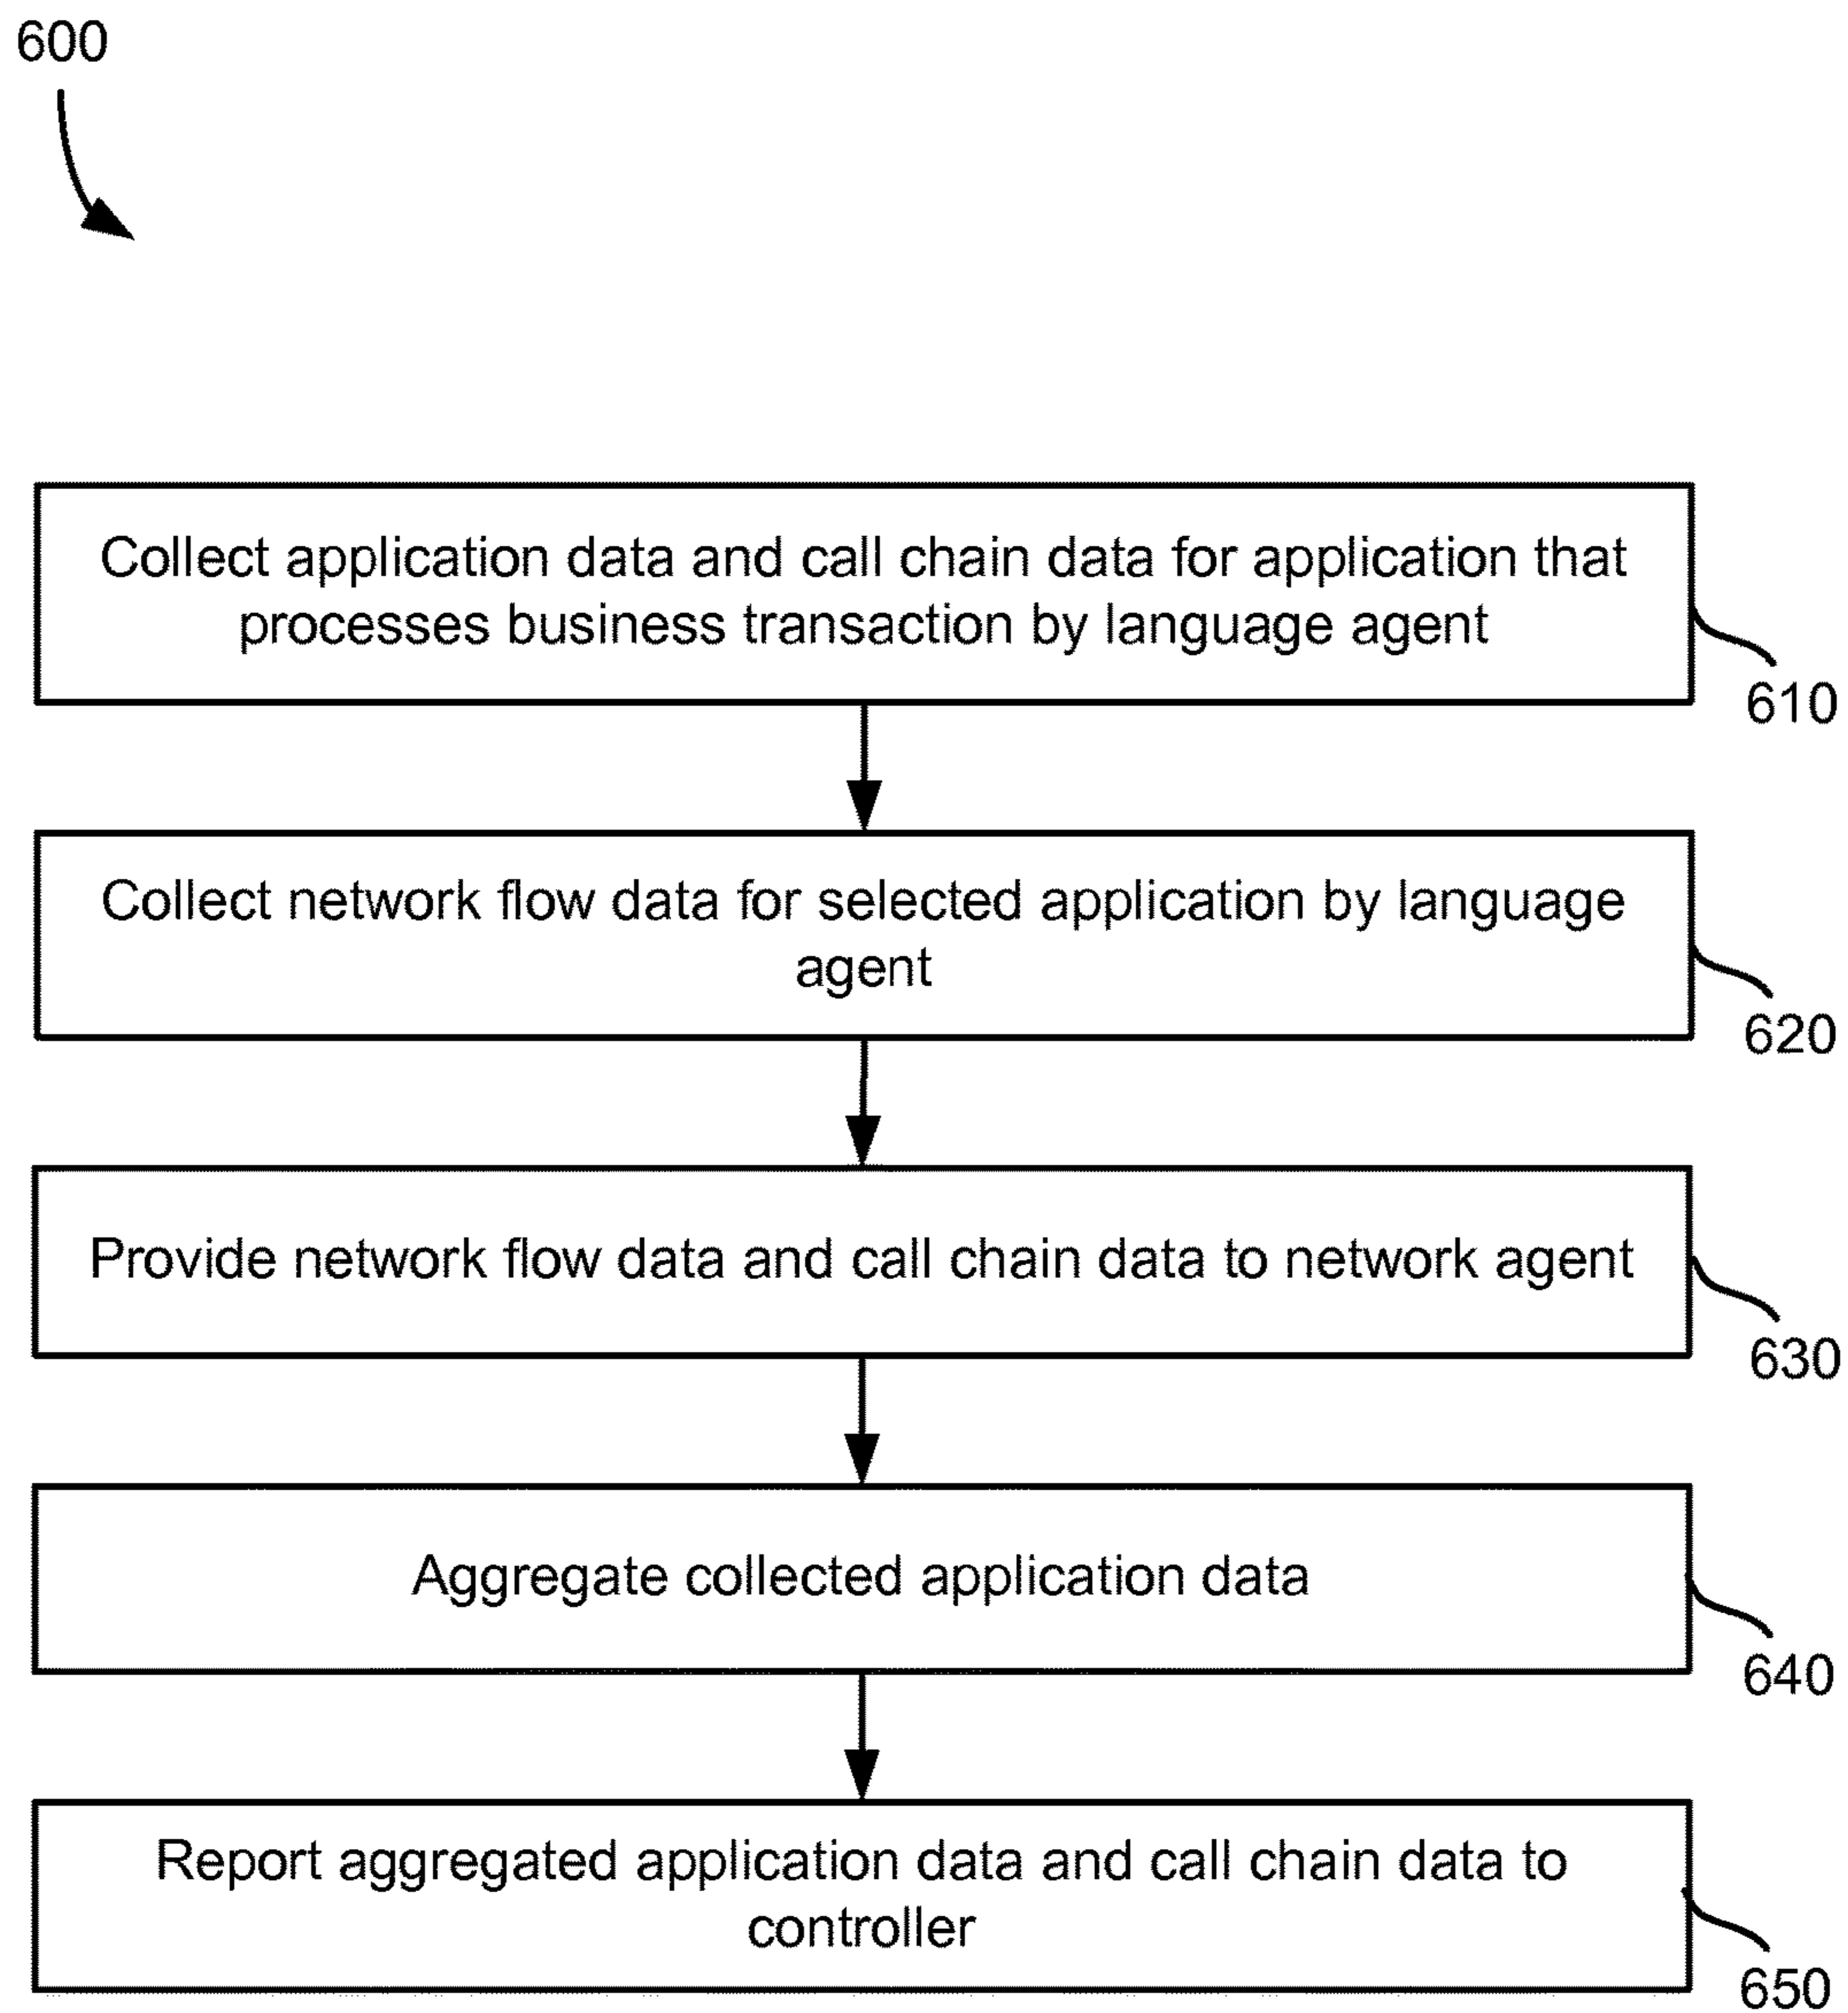 600
Collect application data and call chain data for application that
processes business transaction by language agent
610
Collect network flow data for selected application by language
agent
620
Provide network flow data and call chain data to network agent
630
Aggregate collected application data
640
Report aggregated application data and call chain data to
controller
650